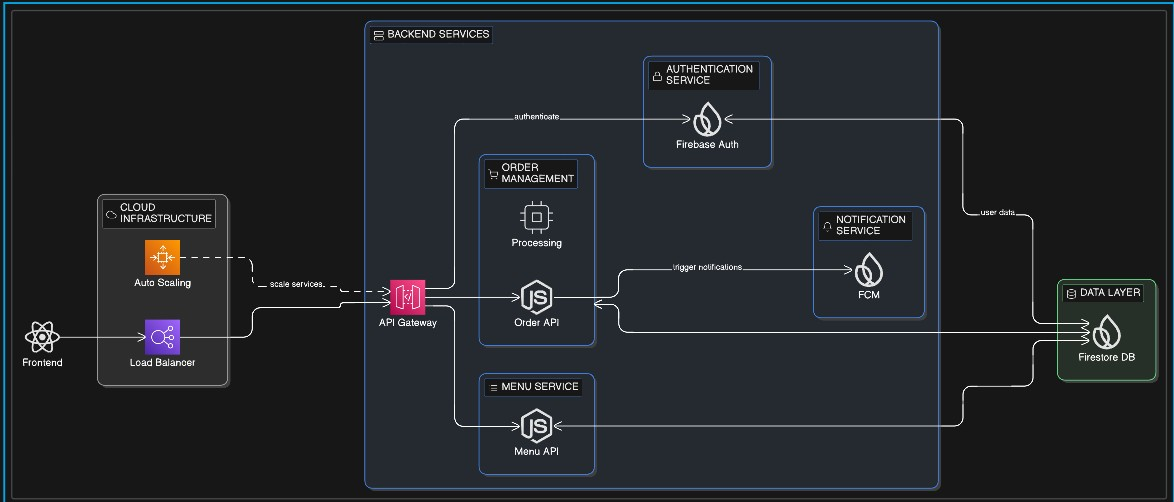 BACKEND SERVICES
AUTHENTICATION
SERVICE
authenticate
Firebase Auth
ORDER
MANAGEMENT
Processing
CLOUD
INFRASTRUCTURE
user data
NOTIFICATION
SERVICE
trigger notifications
Auto Scaling
scale services.
FCM
DATA LAYER
API Gateway
JS
Order API
Frontend
Load Balancer
Firestore DB
MENU SERVICE
JS
Menu API